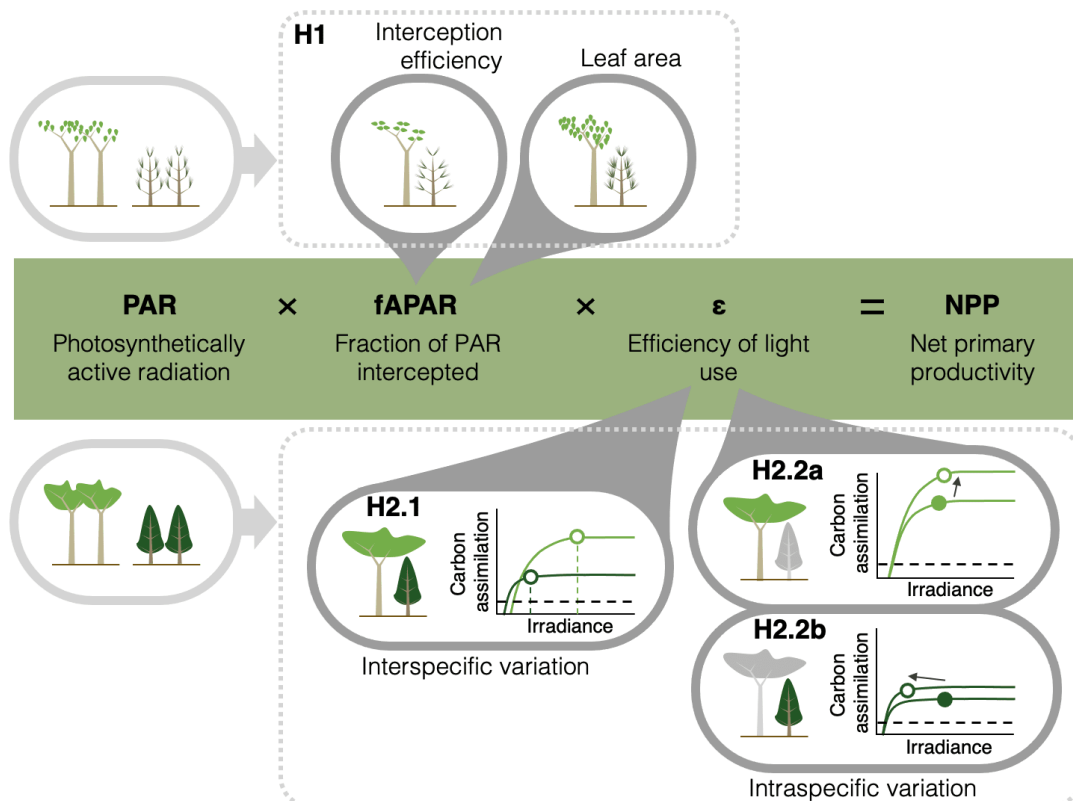 H1
Interception
efficiency
Leaf area
PAR × fAPAR × ε = NPP
Photosynthetically
active radiation
Fraction of PAR
intercepted
Efficiency of light
use
Net primary
productivity
H2.1
Carbon
assimilation
Irradiance
Interspecific variation
H2.2a
Carbon
assimilation
Irradiance
H2.2b
Carbon
assimilation
Irradiance
Intraspecific variation